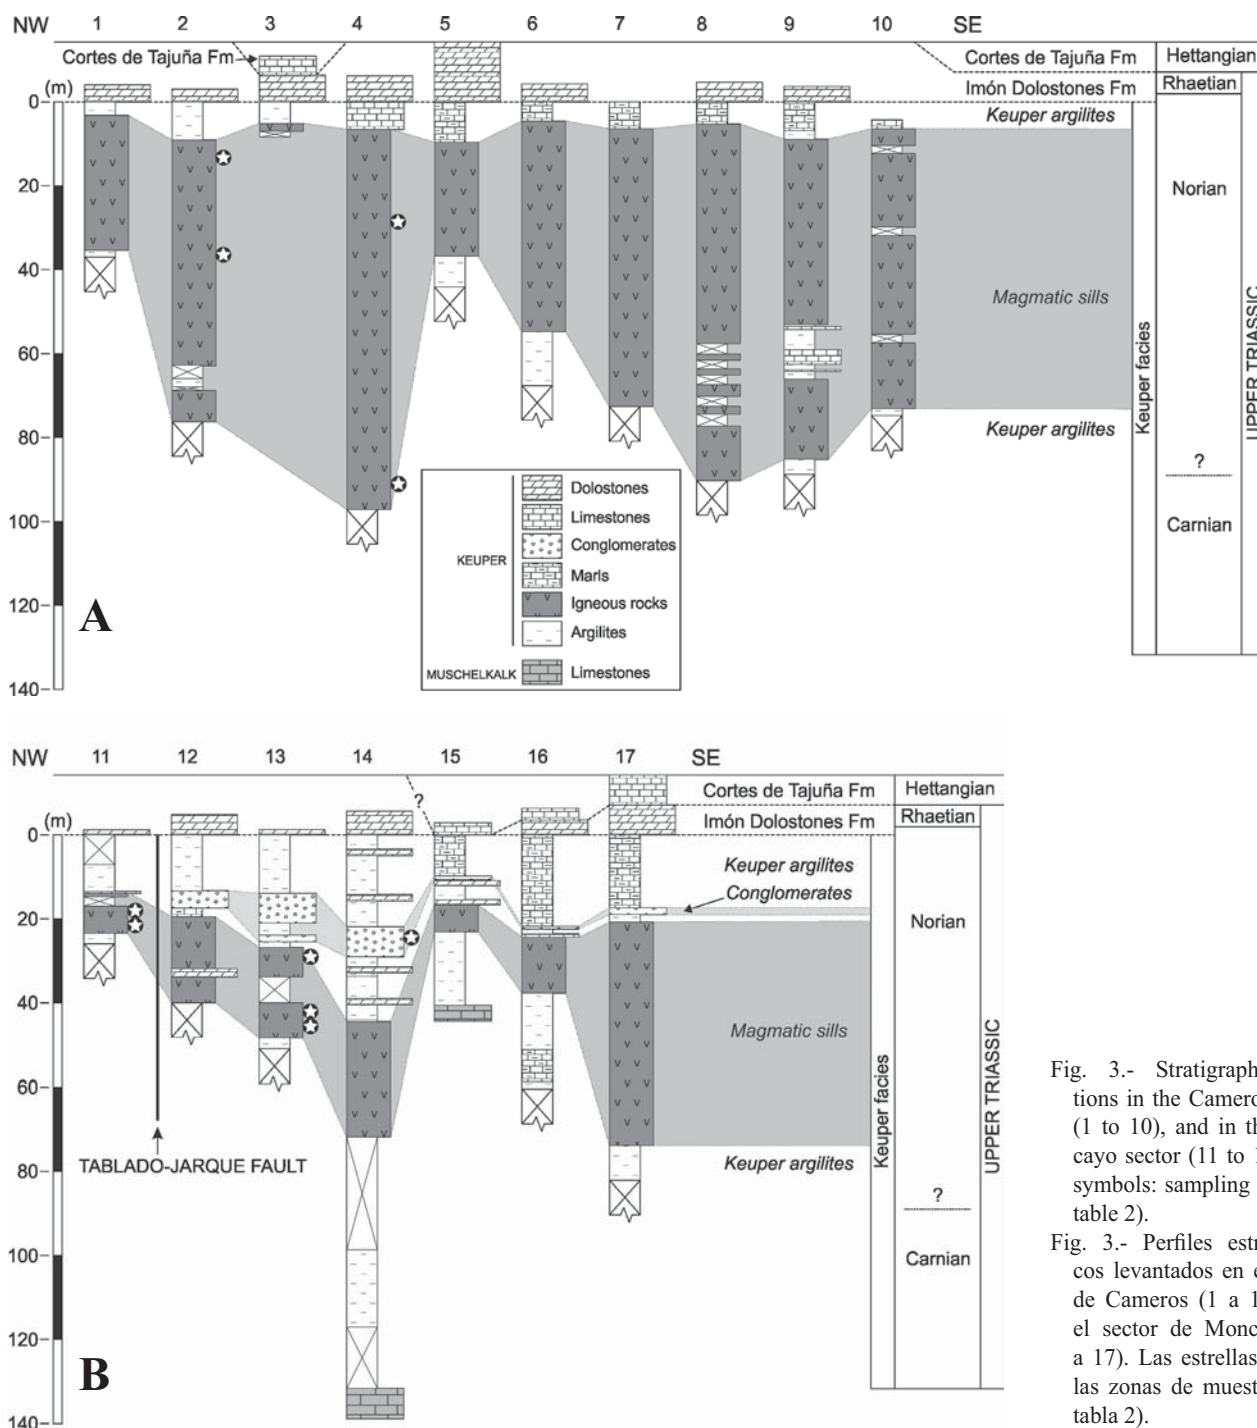 NW 1 2 3 4 5 6 7 8 9 10 SE
Cortes de Tajuña Fm
Cortes de Tajuña Fm
Hettangian
(m)
Imón Dolostones Fm
Rhaetian
0
Keuper argilites
20
Norian
40
Magmatic sills
60
80
Keuper argilites
?
100
Carnian
120
140
Keuper facies
UPPER TRIASSIC
KEUPER
Dolostones
Limestones
Conglomerates
Marls
Igneous rocks
Argilites
MUSCHELKALK
Limestones
A
NW 11 12 13 14 15 16 17 SE
?
Cortes de Tajuña Fm
Hettangian
(m)
Imón Dolostones Fm
Rhaetian
0
Keuper argilites
Conglomerates
20
Norian
40
Magmatic sills
60
TABLADO-JARQUE FAULT
Keuper argilites
80
?
100
Carnian
120
140
Keuper facies
UPPER TRIASSIC
B
Fig. 3.- Stratigraph
tions in the Camero
(1 to 10), and in th
cayo sector (11 to 1
symbols: sampling
table 2).
Fig. 3.- Perfiles estr
cos levantados en e
de Cameros (1 a 1
el sector de Monc
a 17). Las estrellas
las zonas de muest
tabla 2).